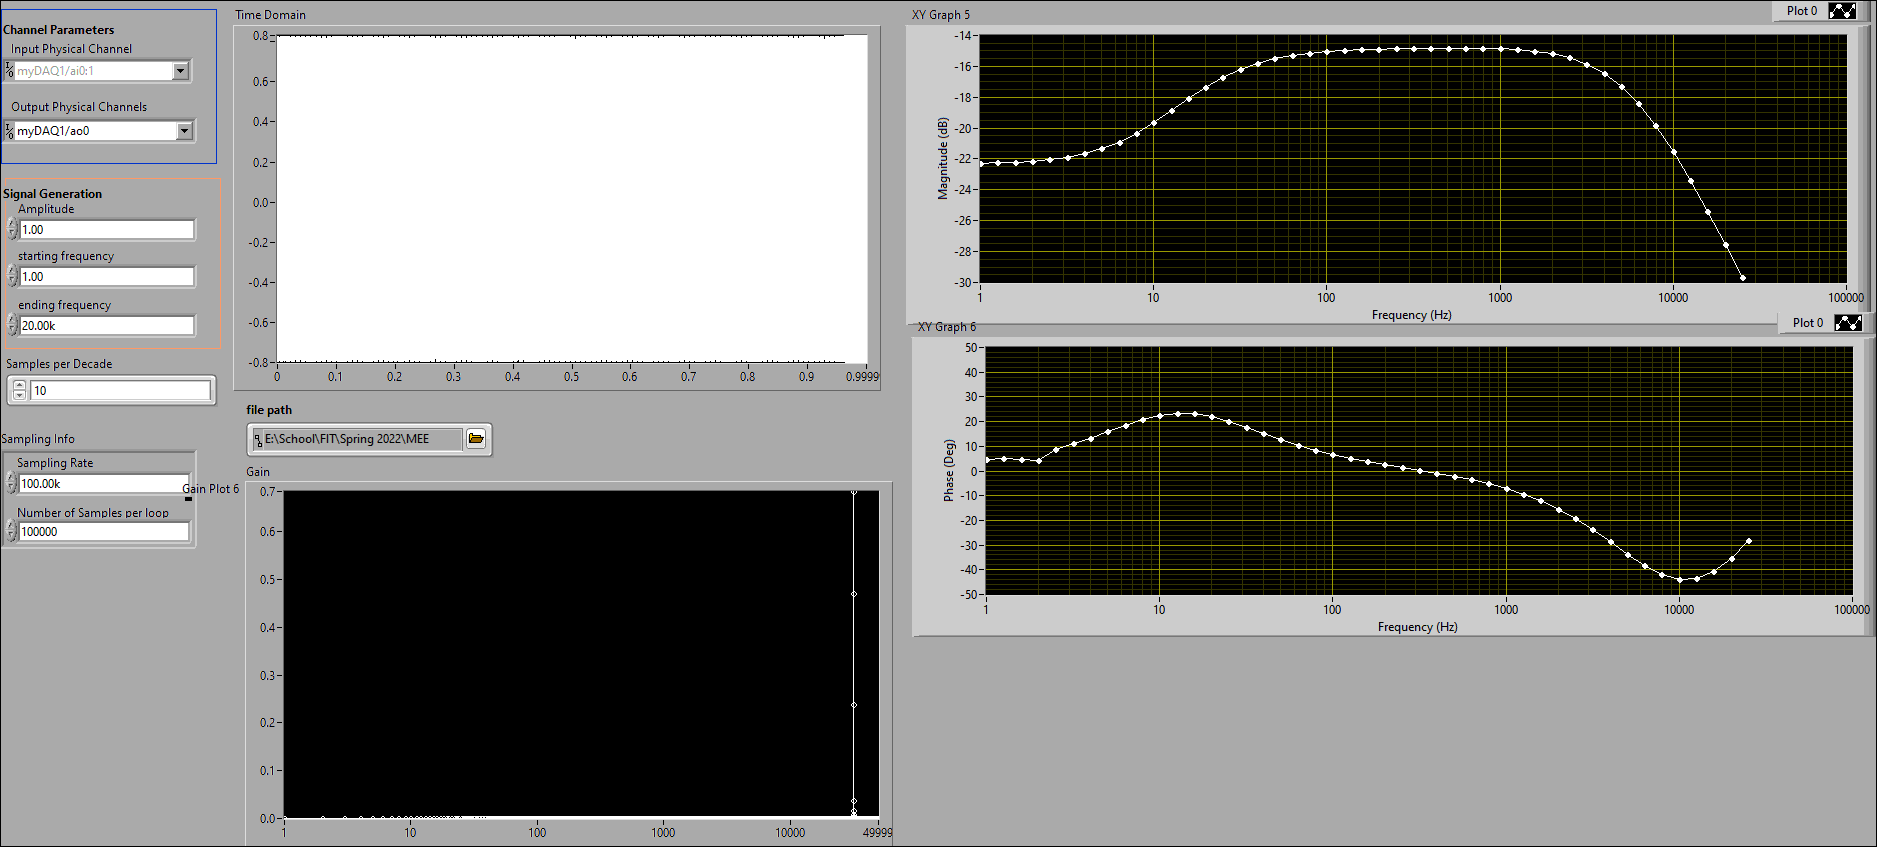 Channel Parameters
Input Physical Channel
myDAQ1/ai0:1
Output Physical Channels
myDAQ1/ao0
Signal Generation
Amplitude
1.00
starting frequency
1.00
ending frequency
20.00k
Samples per Decade
10
Sampling Info
Sampling Rate
100.00k
Number of Samples per loop
100000
Time Domain
0.8
0.6
0.4
0.2
0.0
-0.2
-0.4
-0.6
-0.8
0 0.1 0.2 0.3 0.4 0.5 0.6 0.7 0.8 0.9 0.9999
file path
E:\School\FIT\Spring 2022\MEE
Gain
Gain Plot 6
0.7
0.6
0.5
0.4
0.3
0.2
0.1
0.0
1 10 100 1000 10000 49999
XY Graph 5
Plot 0
Magnitude (dB)
-14
-16
-18
-20
-22
-24
-26
-28
-30
1 10 100 1000 10000 100000
Frequency (Hz)
XY Graph 6
Plot 0
Phase (Deg)
50
40
30
20
10
0
-10
-20
-30
-40
-50
1 10 100 1000 10000 100000
Frequency (Hz)